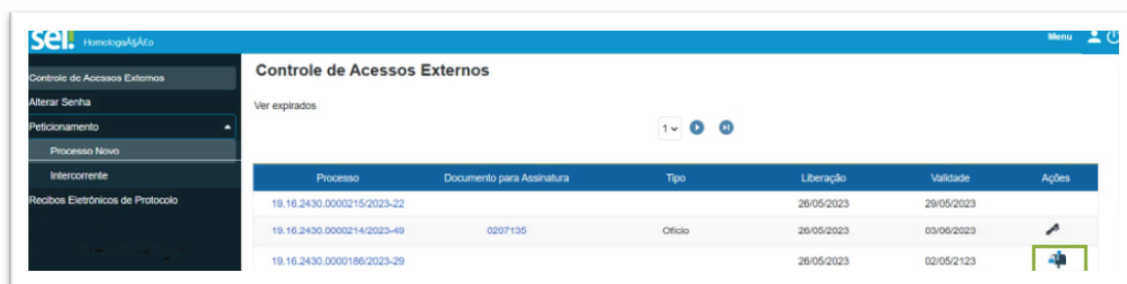 sei! HomologaÃ§Ã£o
Menu
Controle de Acessos Externos
Alterar Senha
Peticionamento
Processo Novo
Intercorrente
Recibos Eletrônicos de Protocolo
Controle de Acessos Externos
Ver expirados
1
Processo Documento para Assinatura Tipo Liberação Validade Ações
19.16.2430.0000215/2023-22 26/05/2023 29/05/2023
19.16.2430.0000214/2023-49 0207135 Ofício 26/05/2023 03/06/2023
19.16.2430.0000186/2023-29 26/05/2023 02/05/2123